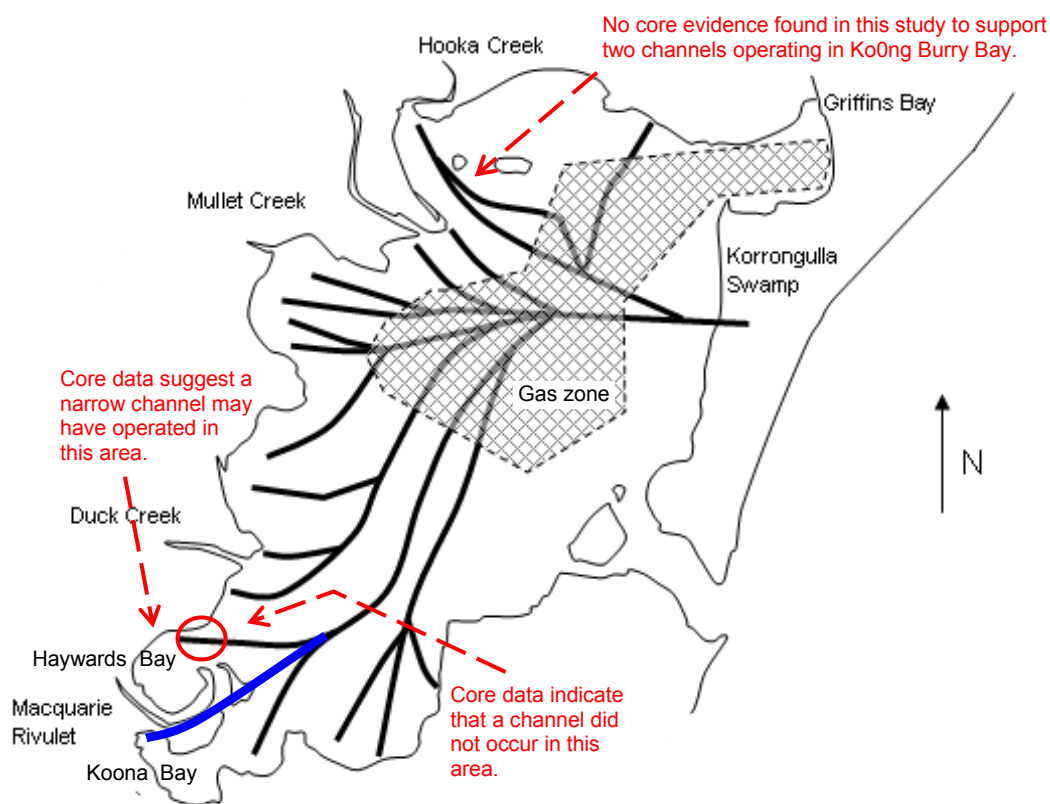 No core evidence found in this study to support
two channels operating in Ko0ng Burry Bay.
Hooka Creek
Griffins Bay
Mullet Creek
Korrongulla
Swamp
Core data suggest a
narrow channel may
have operated in
this area.
Gas zone
N
Duck Creek
Haywards Bay
Macquarie
Rivulet
Koona Bay
Core data indicate
that a channel did
not occur in this
area.